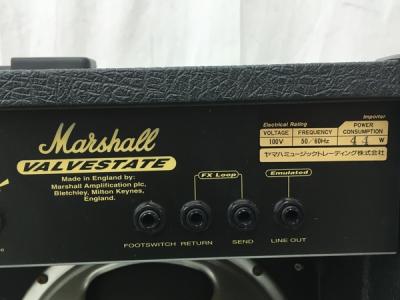 Marshall
VALVESTATE
Made in England by:
Marshall Amplification plc,
Bletchley, Milton Keynes,
England.
Electrical Rating
Importer
VOLTAGE FREQUENCY POWER CONSUMPTION
100V 50/60Hz 44 W
ヤマハミュージックトレーディング株式会社
FX Loop
Emulated
FOOTSWITCH RETURN SEND LINE OUT